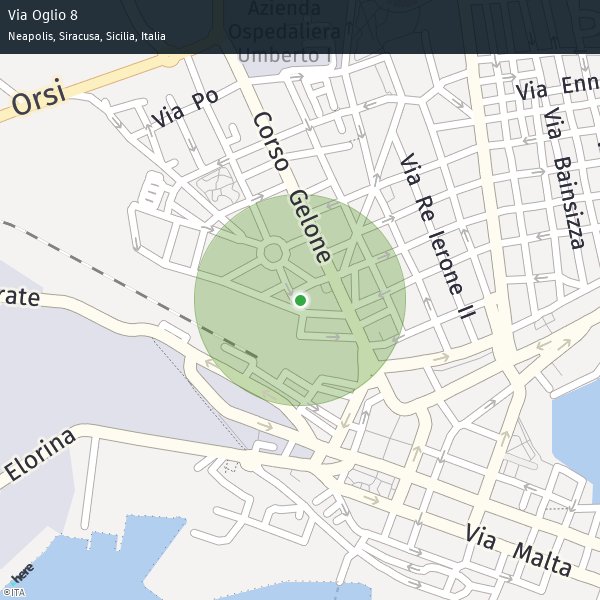 Via Oglio 8
Neapolis, Siracusa, Sicilia, Italia
Azienda
Ospedaliera
Umberto I
Orsi
Via Po
Via Enn
Corso Gelone
Via Bainsizza
Via Re Ierone II
rate
Elorina
Via Malta
here
©ITA